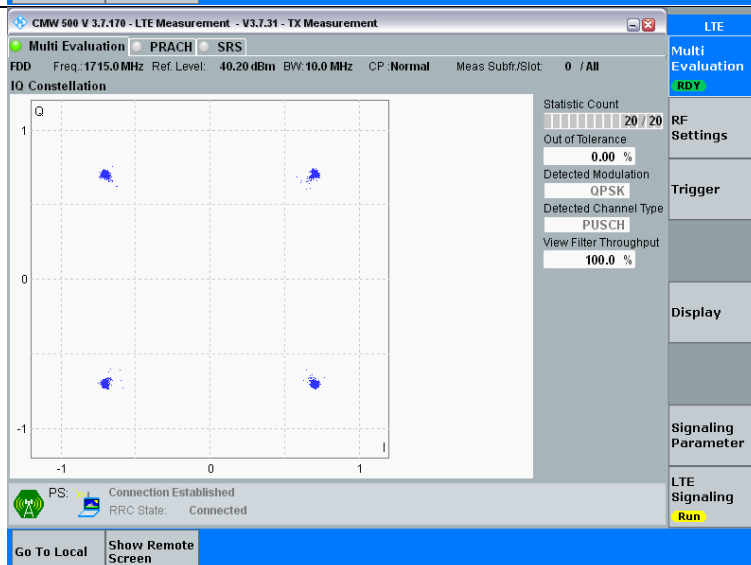 CMW 500 V 3.7.170 - LTE Measurement - V3.7.31 - TX Measurement
LTE
Multi Evaluation PRACH SRS
Multi
Evaluation
RDY
FDD Freq.:1715.0 MHz Ref. Level: 40.20 dBm BW:10.0 MHz CP :Normal Meas Subfr./Slot: 0 / All
IQ Constellation
Q
1
0
-1
-1 0 1
I
Statistic Count
20 / 20
Out of Tolerance
0.00 %
Detected Modulation
QPSK
Detected Channel Type
PUSCH
View Filter Throughput
100.0 %
RF
Settings
Trigger
Display
Signaling
Parameter
LTE
Signaling
Run
PS: Connection Established
RRC State: Connected
Go To Local
Show Remote
Screen